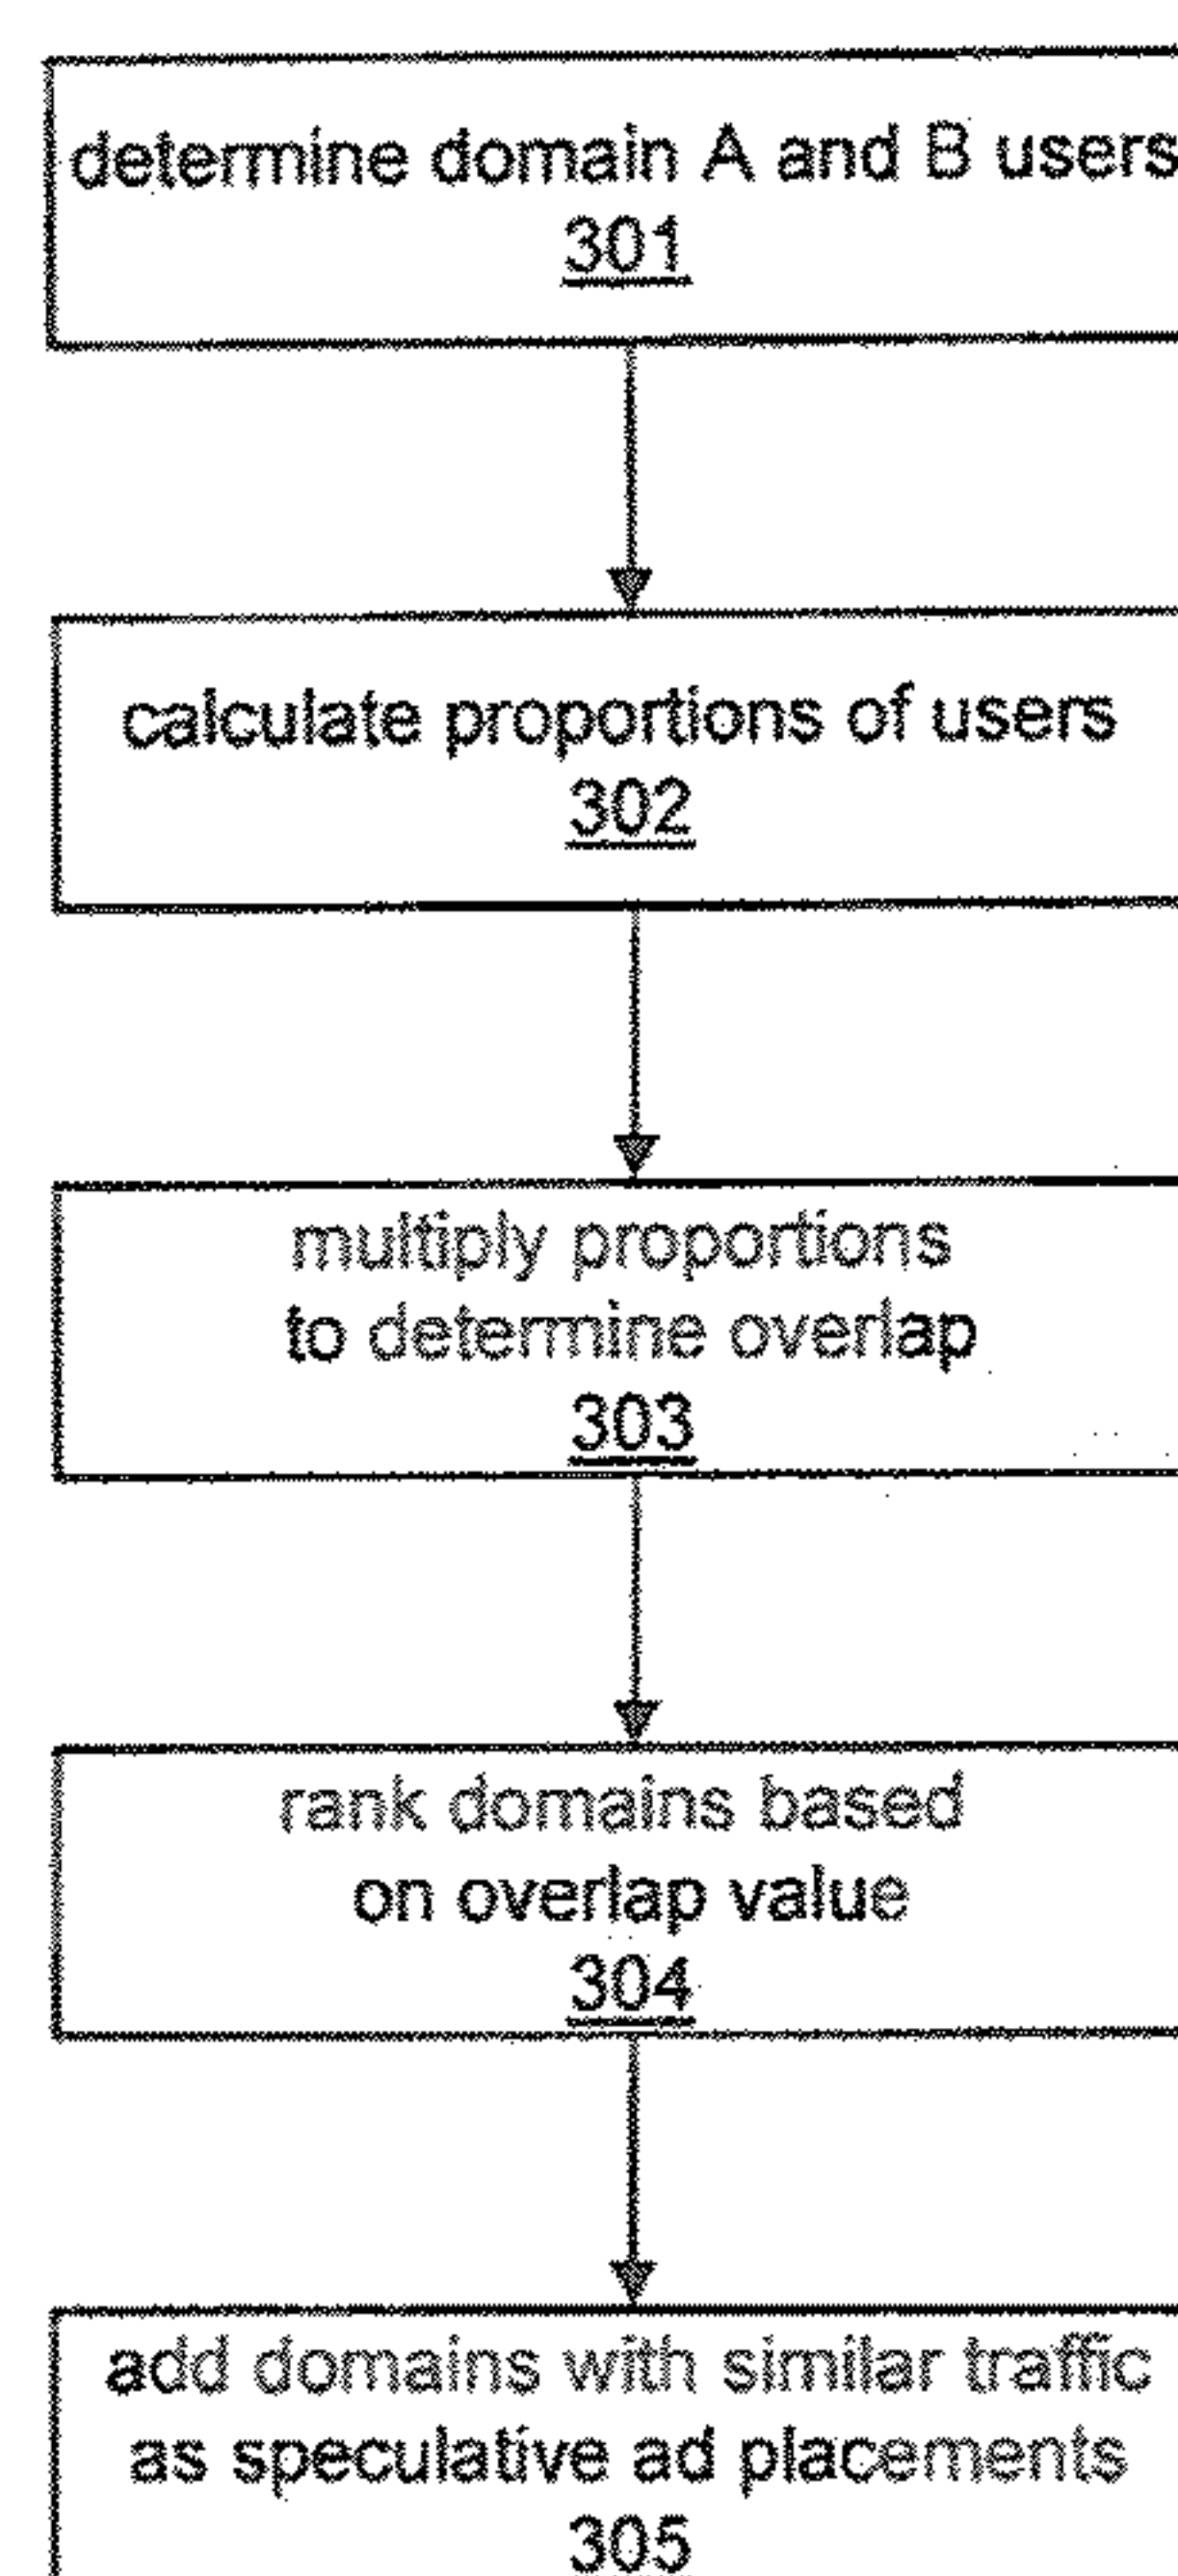 determine domain A and B users
301
calculate proportions of users
302
multiply proportions
to determine overlap
303
rank domains based
on overlap value
304
add domains with similar traffic
as speculative ad placements
305